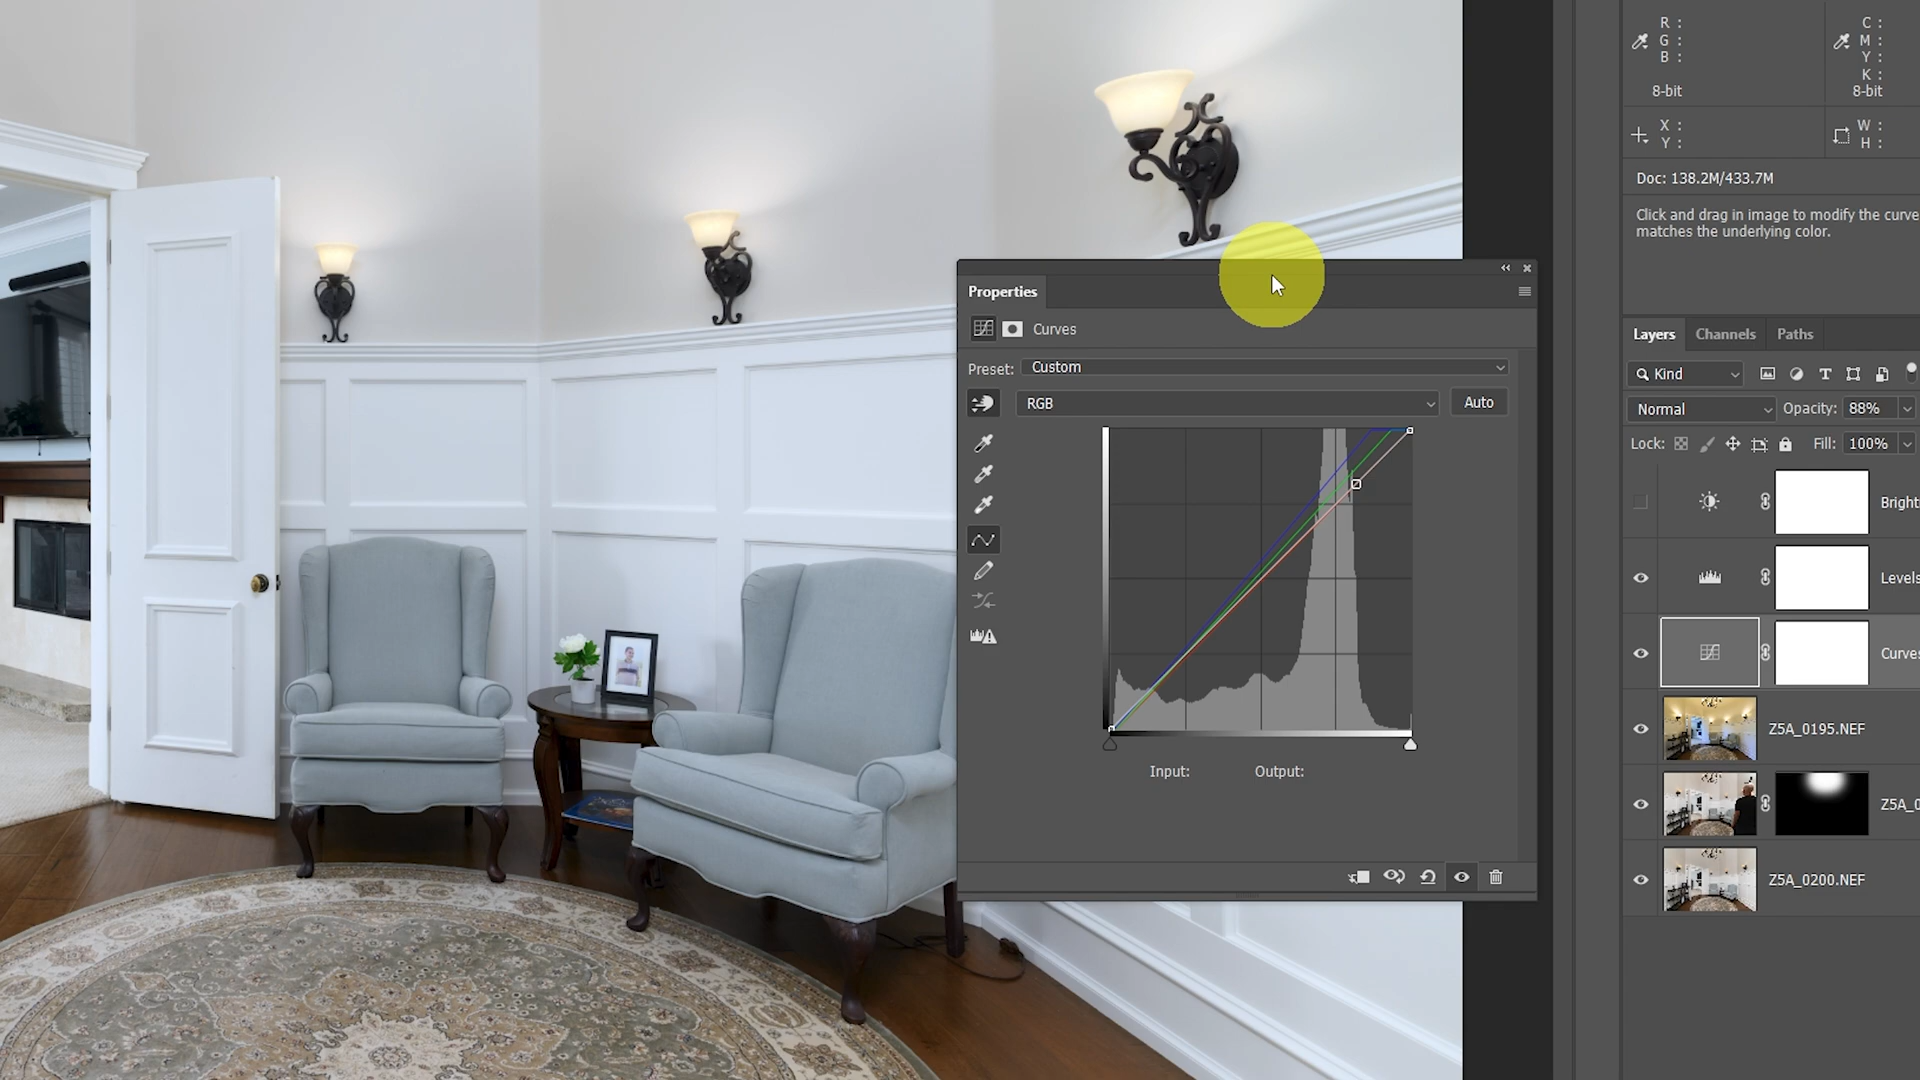 R :
G :
B :
8-bit
C :
M :
Y :
K :
8-bit
X :
Y :
W :
H :
Doc: 138.2M/433.7M
Click and drag in image to modify the curve
matches the underlying color.
Properties
Curves
Preset: Custom
RGB
Auto
Input: Output:
Layers Channels Paths
Kind
Normal Opacity: 88%
Lock: Fill: 100%
Bright
Levels
Curves
Z5A_0195.NEF
Z5A_0
Z5A_0200.NEF